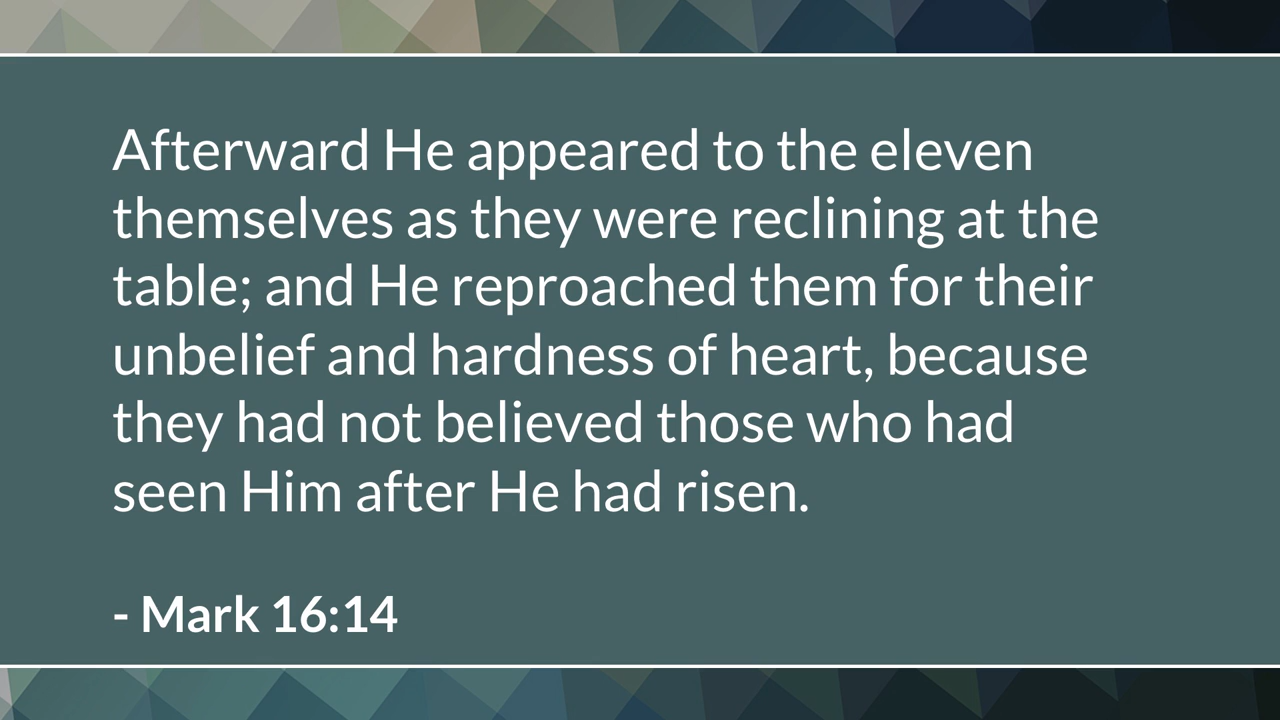 Afterward He appeared to the eleven
themselves as they were reclining at the
table; and He reproached them for their
unbelief and hardness of heart, because
they had not believed those who had
seen Him after He had risen.
- Mark 16:14